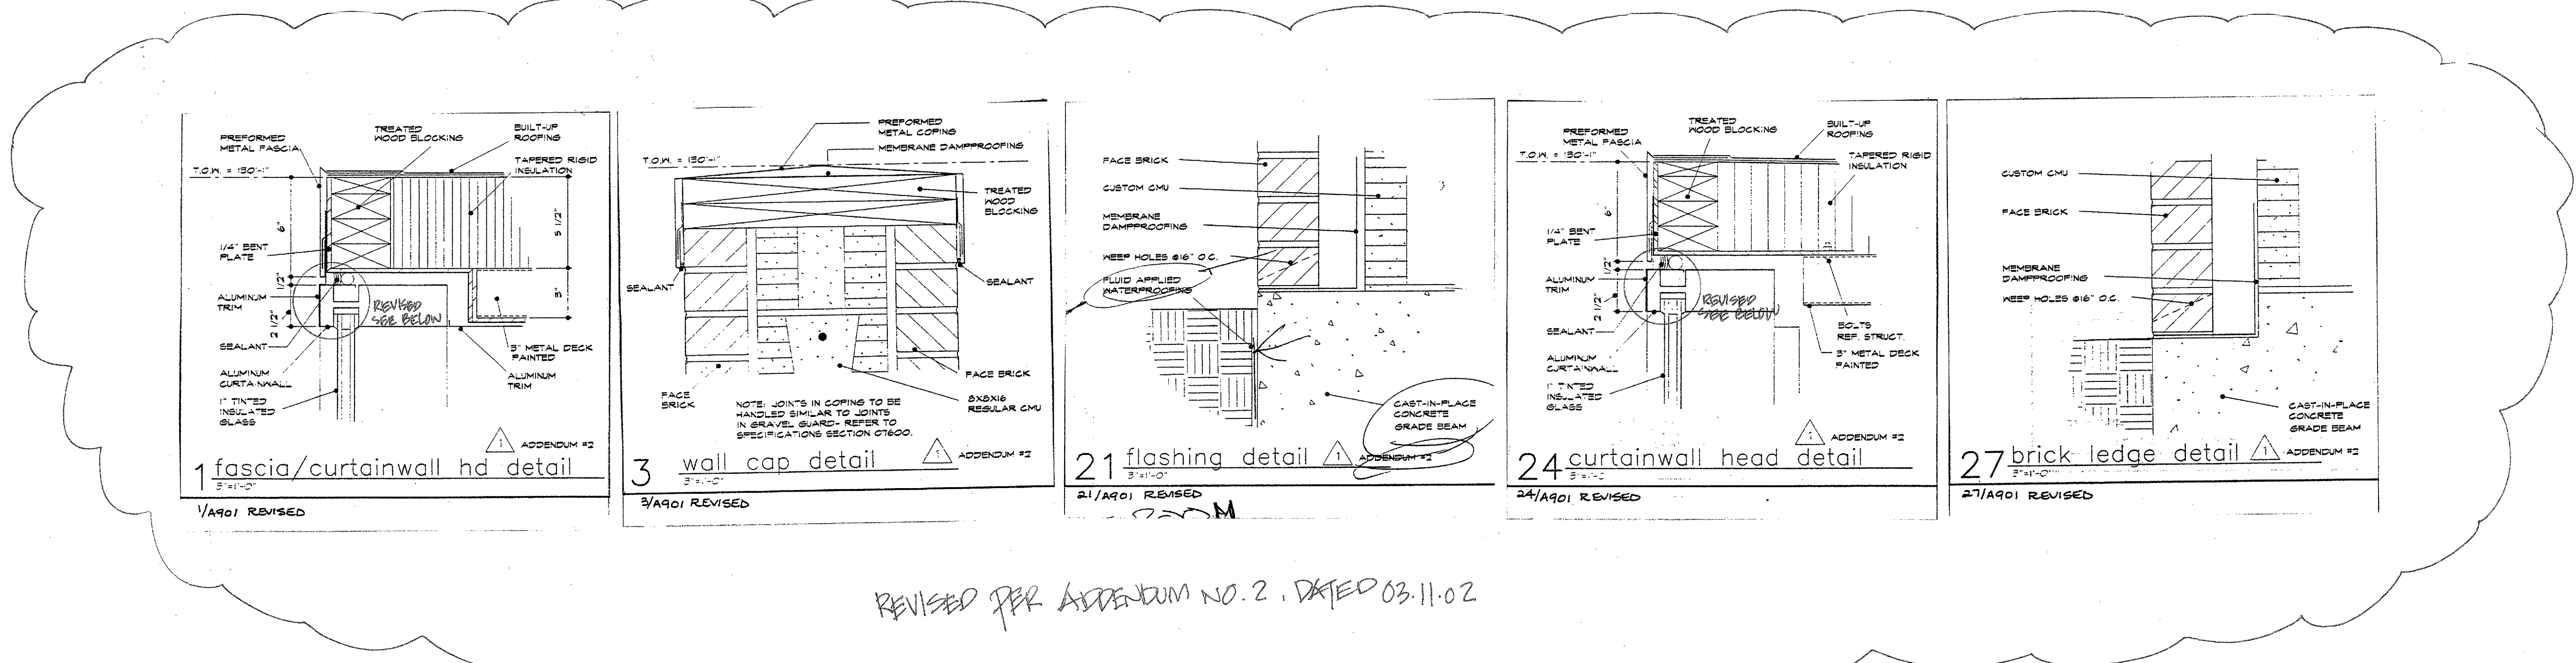 PREFORMED
METAL FASCIA
TREATED
WOOD BLOCKING
BUILT-UP
ROOFING
T.O.W. = 130'-1"
TAPERED RIGID
INSULATION
6"
5 1/2"
1/4" BENT
PLATE
1/2"
3"
ALUMINUM
TRIM
REVISED
SEE BELOW
2 1/2"
SEALANT
3" METAL DECK
PAINTED
ALUMINUM
CURTAINWALL
ALUMINUM
TRIM
1" TINTED
INSULATED
GLASS
1 ADDENDUM #2
1 fascia/curtainwall hd detail
3"=1'-0"
1/A901 REVISED
PREFORMED
METAL COPING
MEMBRANE DAMPPROOFING
T.O.W. = 130'-1"
TREATED
WOOD
BLOCKING
SEALANT
SEALANT
FACE BRICK
FACE
BRICK
8X8X16
REGULAR CMU
NOTE: JOINTS IN COPING TO BE
HANDLED SIMILAR TO JOINTS
IN GRAVEL GUARD- REFER TO
SPECIFICATIONS SECTION 07600.
1 ADDENDUM #2
3 wall cap detail
3"=1'-0"
3/A901 REVISED
FACE BRICK
CUSTOM CMU
MEMBRANE
DAMPPROOFING
WEEP HOLES @16" O.C.
FLUID APPLIED
WATERPROOFING
CAST-IN-PLACE
CONCRETE
GRADE BEAM
21 flashing detail 1 ADDENDUM #2
3"=1'-0"
21/A901 REVISED
PREFORMED
METAL FASCIA
TREATED
WOOD BLOCKING
BUILT-UP
ROOFING
T.O.W. = 130'-1"
TAPERED RIGID
INSULATION
6"
1/4" BENT
PLATE
1/2"
ALUMINUM
TRIM
REVISED
SEE BELOW
2 1/2"
SEALANT
BOLTS
REF. STRUCT.
3" METAL DECK
PAINTED
ALUMINUM
CURTAINWALL
1" TINTED
INSULATED
GLASS
1 ADDENDUM #2
24 curtainwall head detail
24/A901 REVISED
CUSTOM CMU
FACE BRICK
MEMBRANE
DAMPPROOFING
WEEP HOLES @16" O.C.
CAST-IN-PLACE
CONCRETE
GRADE BEAM
27 brick ledge detail 1 ADDENDUM #2
3"=1'-0"
27/A901 REVISED
REVISED PER ADDENDUM NO. 2, DATED 03.11.02